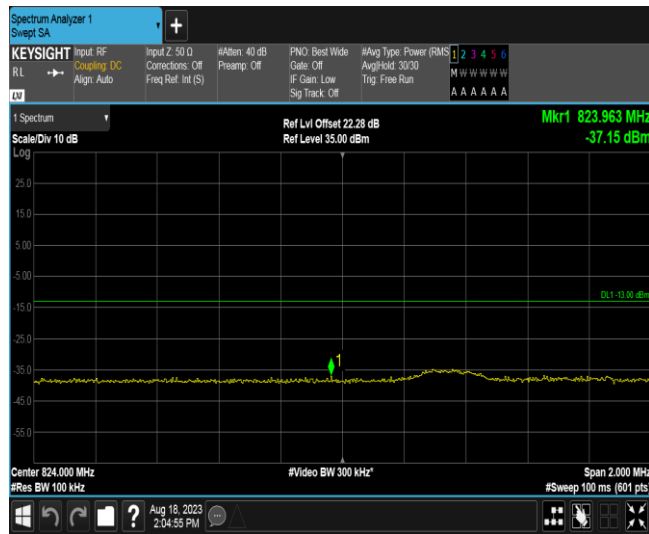 Spectrum Analyzer 1
Swept SA
KEYSIGHT
RL
LXI
Input: RF
Coupling: DC
Align: Auto
Input Z: 50 Ω
Corrections: Off
Freq Ref: Int (S)
#Atten: 40 dB
Preamp: Off
PNO: Best Wide
Gate: Off
IF Gain: Low
Sig Track: Off
#Avg Type: Power (RMS
Avg|Hold: 30/30
Trig: Free Run
1 2 3 4 5 6
M W W W W W
A A A A A A
1 Spectrum
Scale/Div 10 dB
Log
Ref Lvl Offset 22.28 dB
Ref Level 35.00 dBm
Mkr1 823.963 MHz
-37.15 dBm
25.0
15.0
5.00
-5.00
DL1 -13.00 dBm
-15.0
-25.0
1
-35.0
-45.0
-55.0
Center 824.000 MHz
#Res BW 100 kHz
#Video BW 300 kHz*
Span 2.000 MHz
#Sweep 100 ms (601 pts
?
Aug 18, 2023
2:04:55 PM